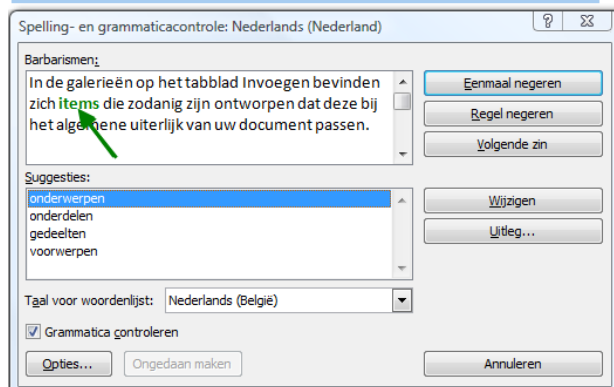 Spelling- en grammaticacontrole: Nederlands (Nederland)
Barbarismen:
In de galerieën op het tabblad Invoegen bevinden
zich items die zodanig zijn ontworpen dat deze bij
het algemene uiterlijk van uw document passen.
Eenmaal negeren
Regel negeren
Volgende zin
Suggesties:
onderwerpen
onderdelen
gedeelten
voorwerpen
Wijzigen
Uitleg...
Taal voor woordenlijst: Nederlands (België)
Grammatica controleren
Opties... Ongedaan maken Annuleren